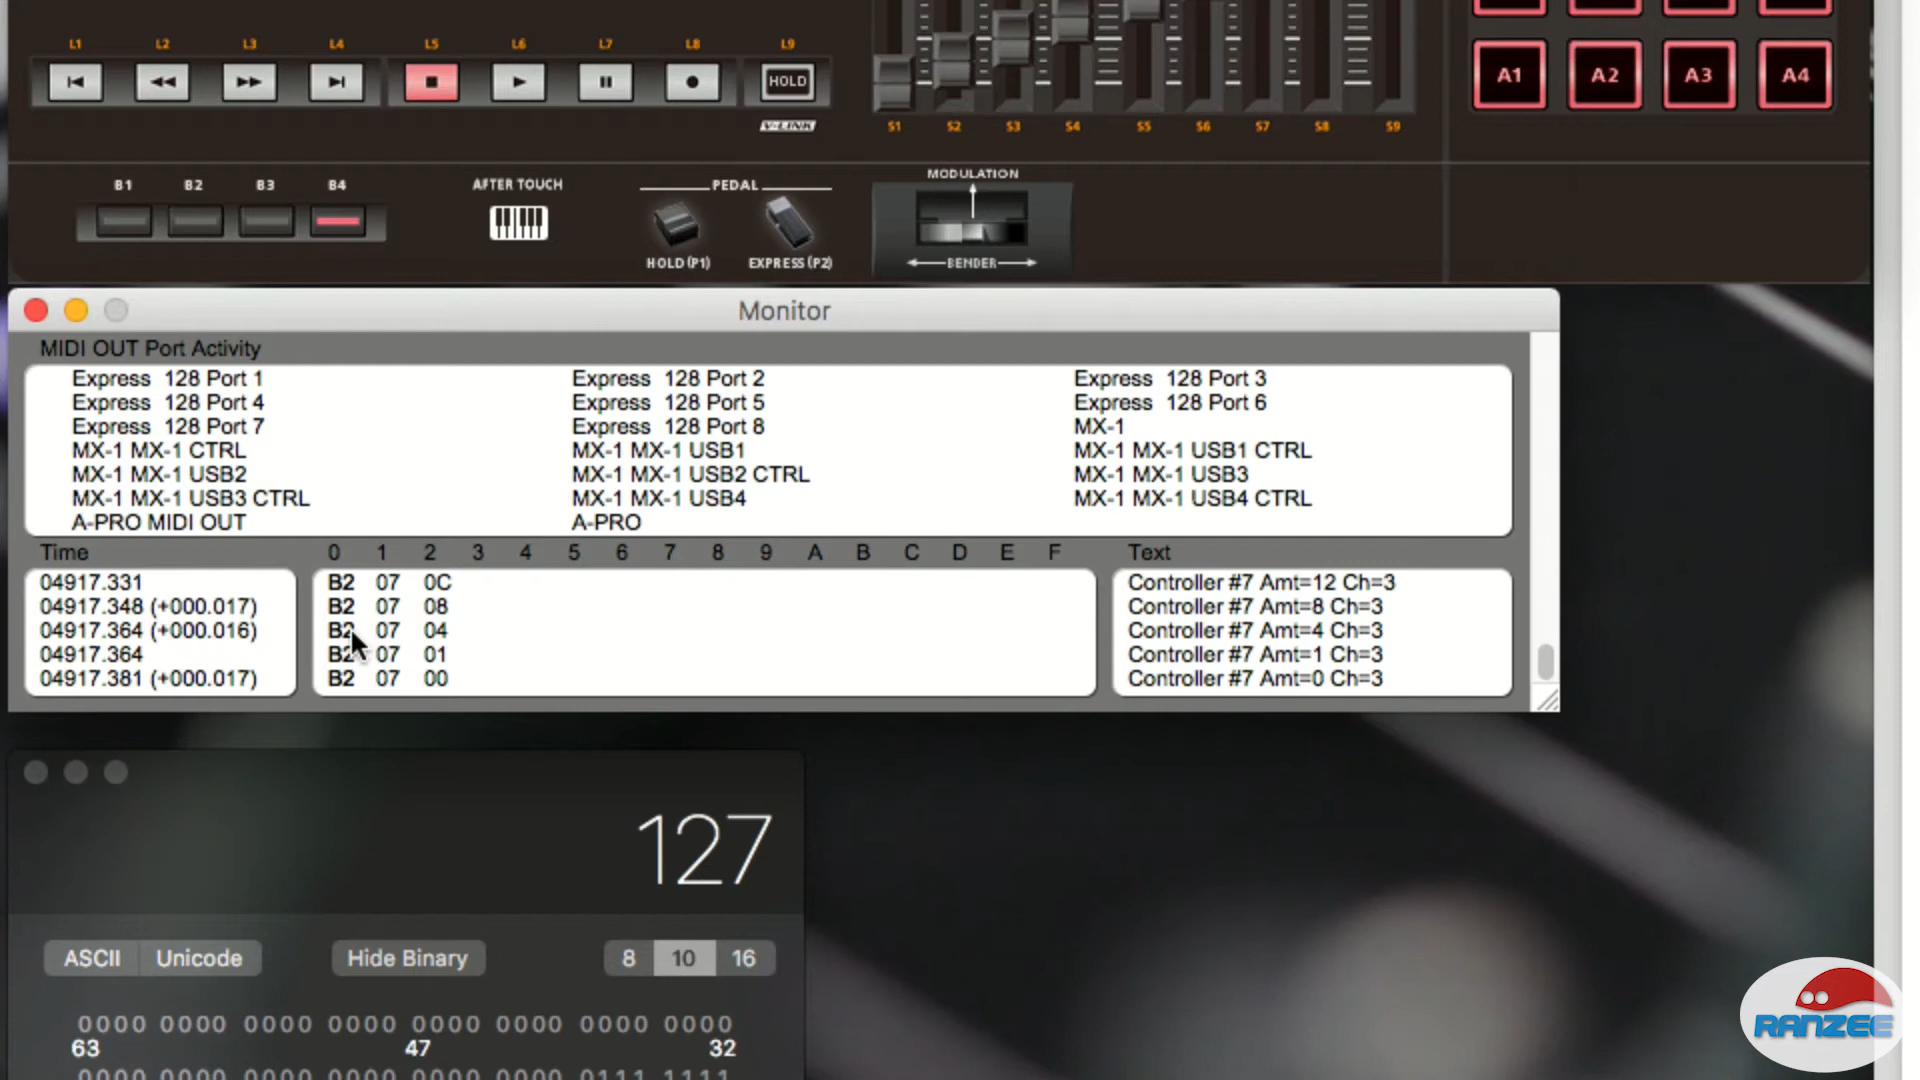 L1 L2 L3 L4 L5 L6 L7 L8 L9
HOLD
V-LINK
S1 S2 S3 S4 S5 S6 S7 S8 S9
A1 A2 A3 A4
B1 B2 B3 B4
AFTER TOUCH
PEDAL
HOLD (P1) EXPRESS (P2)
MODULATION
BENDER
Monitor
MIDI OUT Port Activity
Express 128 Port 1 Express 128 Port 2 Express 128 Port 3
Express 128 Port 4 Express 128 Port 5 Express 128 Port 6
Express 128 Port 7 Express 128 Port 8 MX-1
MX-1 MX-1 CTRL MX-1 MX-1 USB1 MX-1 MX-1 USB1 CTRL
MX-1 MX-1 USB2 MX-1 MX-1 USB2 CTRL MX-1 MX-1 USB3
MX-1 MX-1 USB3 CTRL MX-1 MX-1 USB4 MX-1 MX-1 USB4 CTRL
A-PRO MIDI OUT A-PRO
Time 0 1 2 3 4 5 6 7 8 9 A B C D E F Text
04917.331 B2 07 0C Controller #7 Amt=12 Ch=3
04917.348 (+000.017) B2 07 08 Controller #7 Amt=8 Ch=3
04917.364 (+000.016) B2 07 04 Controller #7 Amt=4 Ch=3
04917.364 B2 07 01 Controller #7 Amt=1 Ch=3
04917.381 (+000.017) B2 07 00 Controller #7 Amt=0 Ch=3
127
ASCII Unicode Hide Binary 8 10 16
0000 0000 0000 0000 0000 0000 0000 0000
63 47 32
0000 0000 0000 0000 0000 0000 0111 1111
RANZEE